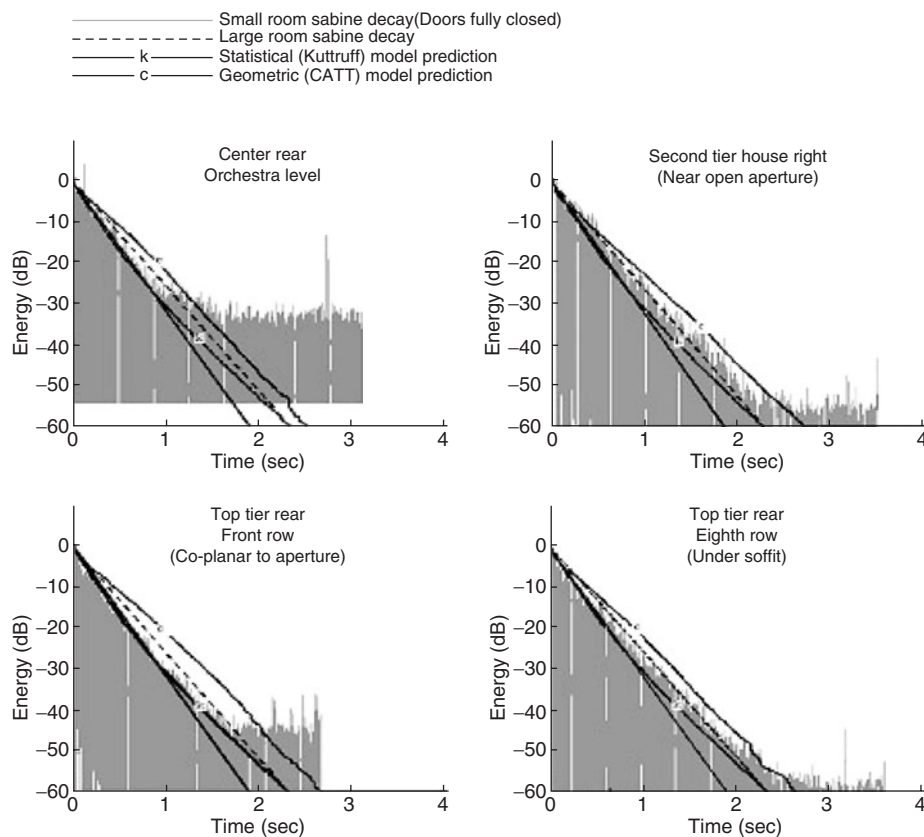 Small room sabine decay(Doors fully closed)
Large room sabine decay
k Statistical (Kuttruff) model prediction
c Geometric (CATT) model prediction
Center rear
Orchestra level
Energy (dB)
0
–10
–20
–30
–40
–50
–60
0 1 2 3 4
Time (sec)
Second tier house right
(Near open aperture)
Energy (dB)
0
–10
–20
–30
–40
–50
–60
c
0 1 2 3 4
Time (sec)
Top tier rear
Front row
(Co-planar to aperture)
Energy (dB)
0
–10
–20
–30
–40
–50
–60
c
0 1 2 3 4
Time (sec)
Top tier rear
Eighth row
(Under soffit)
Energy (dB)
0
–10
–20
–30
–40
–50
–60
0 1 2 3 4
Time (sec)